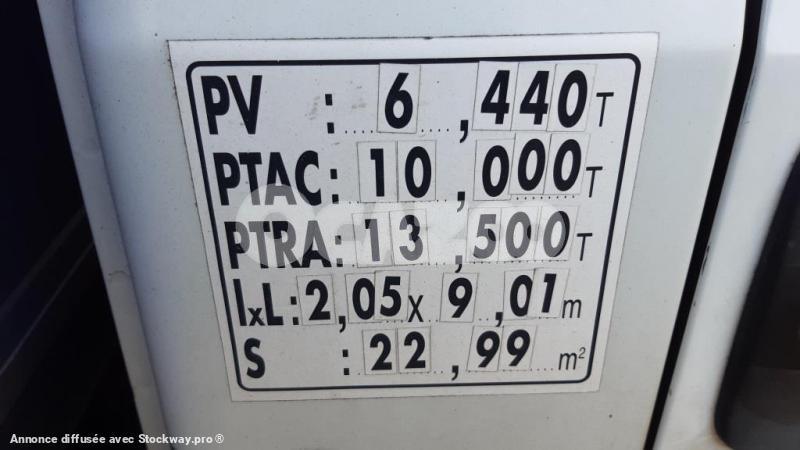 PV : 6 , 440 T
PTAC : 10 , 000 T
PTRA : 13 , 500 T
lxL : 2,05 x 9 ,01 m
S : 22 , 99 m²
Annonce diffusée avec Stockway.pro ®